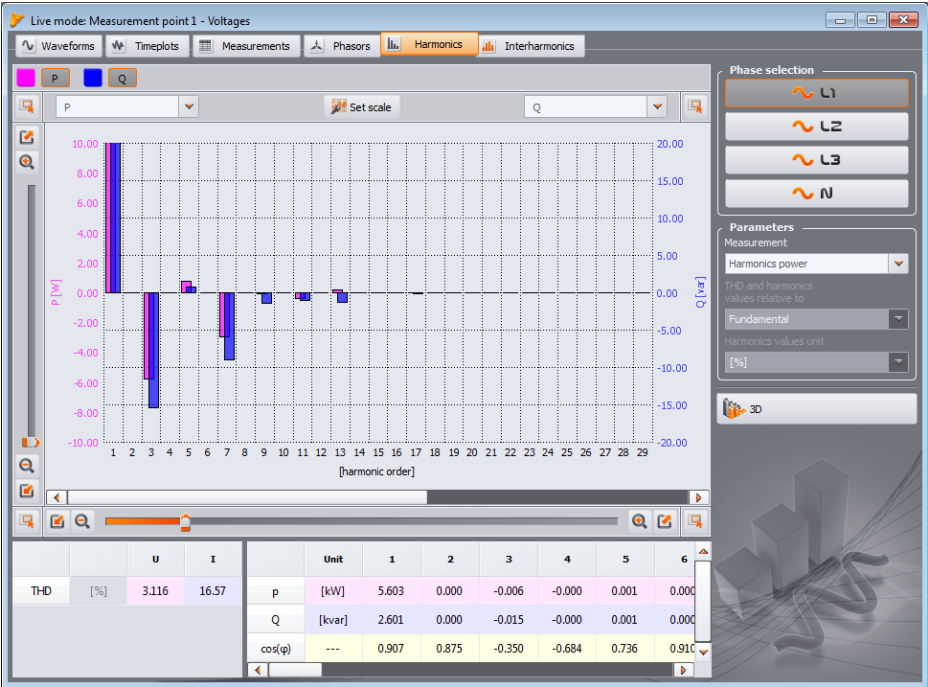 Live mode: Measurement point 1 - Voltages
Waveforms Timeplots Measurements Phasors Harmonics Interharmonics
P Q
P Set scale Q
Phase selection
L1
L2
L3
N
Parameters
Measurement
Harmonics power
THD and harmonics
values relative to
Fundamental
Harmonics values unit
[%]
3D
P [W]
10.00
8.00
6.00
4.00
2.00
0.00
-2.00
-4.00
-6.00
-8.00
-10.00
20.00
15.00
10.00
5.00
0.00
-5.00
-10.00
-15.00
-20.00
Q [var]
1 2 3 4 5 6 7 8 9 10 11 12 13 14 15 16 17 18 19 20 21 22 23 24 25 26 27 28 29
[harmonic order]
U I
THD [%] 3.116 16.57
Unit 1 2 3 4 5 6
p [kW] 5.603 0.000 -0.006 -0.000 0.001 0.000
Q [kvar] 2.601 0.000 -0.015 -0.000 0.001 0.000
cos(φ) --- 0.907 0.875 -0.350 -0.684 0.736 0.910